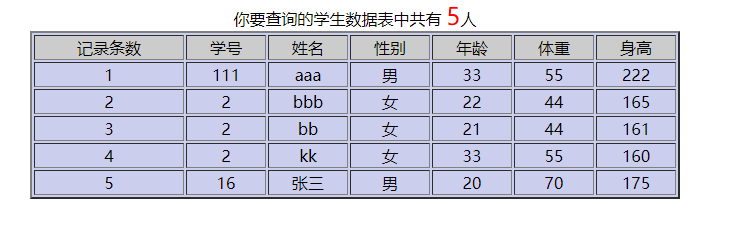 你要查询的学生数据表中共有 5人
记录条数 学号 姓名 性别 年龄 体重 身高
1 111 aaa 男 33 55 222
2 2 bbb 女 22 44 165
3 2 bb 女 21 44 161
4 2 kk 女 33 55 160
5 16 张三 男 20 70 175